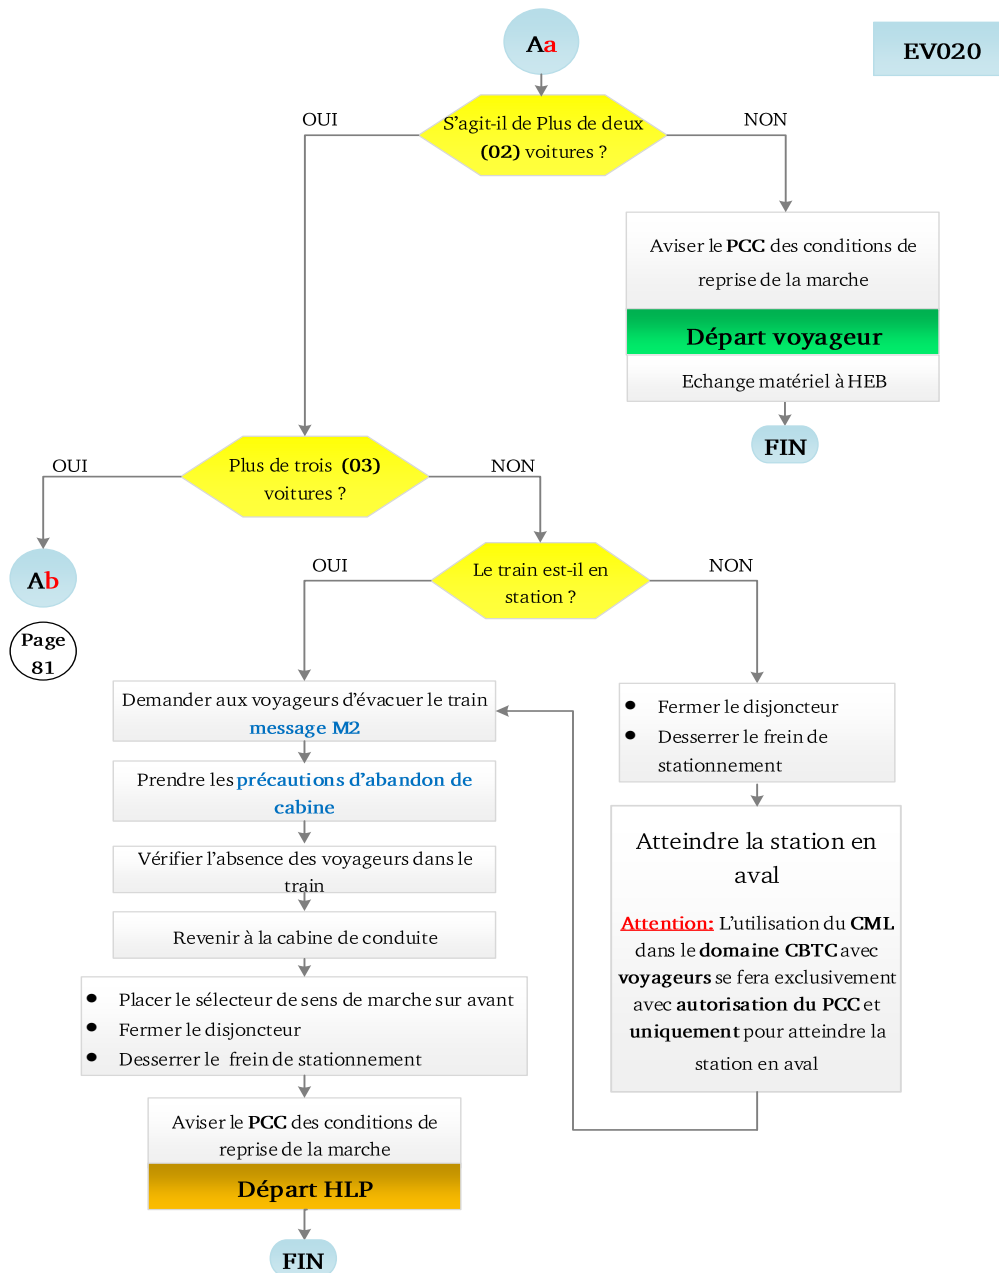 Aa
EV020
S’agit-il de Plus de deux
(02) voitures ?
OUI
NON
Aviser le PCC des conditions de
reprise de la marche
Départ voyageur
Echange matériel à HEB
FIN
Plus de trois (03)
voitures ?
OUI
NON
Ab
Page
81
Le train est-il en
station ?
OUI
NON
Demander aux voyageurs d’évacuer le train
message M2
Prendre les précautions d’abandon de
cabine
Vérifier l’absence des voyageurs dans le
train
Revenir à la cabine de conduite
• Placer le sélecteur de sens de marche sur avant
• Fermer le disjoncteur
• Desserrer le frein de stationnement
Aviser le PCC des conditions de
reprise de la marche
Départ HLP
FIN
• Fermer le disjoncteur
• Desserrer le frein de
stationnement
Atteindre la station en
aval
Attention: L’utilisation du CML
dans le domaine CBTC avec
voyageurs se fera exclusivement
avec autorisation du PCC et
uniquement pour atteindre la
station en aval